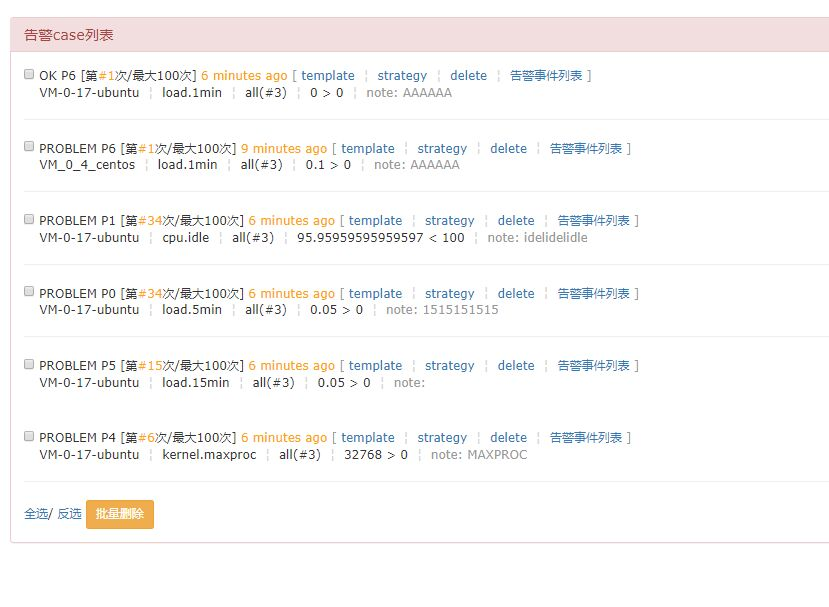 告警case列表
OK P6 [第#1次/最大100次] 6 minutes ago [ template ¦ strategy ¦ delete ¦ 告警事件列表 ]
VM-0-17-ubuntu ¦ load.1min ¦ all(#3) ¦ 0 > 0 ¦ note: AAAAAA
PROBLEM P6 [第#1次/最大100次] 9 minutes ago [ template ¦ strategy ¦ delete ¦ 告警事件列表 ]
VM_0_4_centos ¦ load.1min ¦ all(#3) ¦ 0.1 > 0 ¦ note: AAAAAA
PROBLEM P1 [第#34次/最大100次] 6 minutes ago [ template ¦ strategy ¦ delete ¦ 告警事件列表 ]
VM-0-17-ubuntu ¦ cpu.idle ¦ all(#3) ¦ 95.95959595959597 < 100 ¦ note: idelidelidle
PROBLEM P0 [第#34次/最大100次] 6 minutes ago [ template ¦ strategy ¦ delete ¦ 告警事件列表 ]
VM-0-17-ubuntu ¦ load.5min ¦ all(#3) ¦ 0.05 > 0 ¦ note: 1515151515
PROBLEM P5 [第#15次/最大100次] 6 minutes ago [ template ¦ strategy ¦ delete ¦ 告警事件列表 ]
VM-0-17-ubuntu ¦ load.15min ¦ all(#3) ¦ 0.05 > 0 ¦ note:
PROBLEM P4 [第#6次/最大100次] 6 minutes ago [ template ¦ strategy ¦ delete ¦ 告警事件列表 ]
VM-0-17-ubuntu ¦ kernel.maxproc ¦ all(#3) ¦ 32768 > 0 ¦ note: MAXPROC
全选/ 反选 批量删除